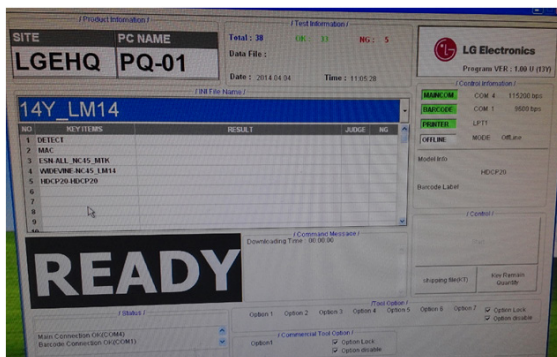 / Product Information /
/ Test Information /
SITE PC NAME
LGEHQ PQ-01
Total : 38 OK : 33 NG : 5
Data File :
Date : 2014 04 04 Time : 11:05:28
LG
LG Electronics
Program VER : 1.00 U (13Y)
/ INI File Name /
14Y_LM14
NO KEY ITEMS RESULT JUDGE NG
1 DETECT
2 MAC
3 ESN-ALL_NC45_MTK
4 WIDEVINE-NC45_LM14
5 HDCP20-HDCP20
6
7
8
9
10
/ Control Information /
MAINCOM COM 4 115200 bps
BARCODE COM 1 9600 bps
PRINTER LPT1
OFFLINE MODE OffLine
Model Info
HDCP20
Barcode Label
/ Control /
Key Remain
Quantity
READY
/ Command Message /
Downloading Time : 00:00:00
/ Status /
Main Connection OK(COM4)
Barcode Connection OK(COM1)
/Tool Option /
Option 1 Option 2 Option 3 Option 4 Option 5 Option 6 Option 7
Option Lock
Option disable
/ Commercial Tool Option /
Option1
Option Lock
Option disable